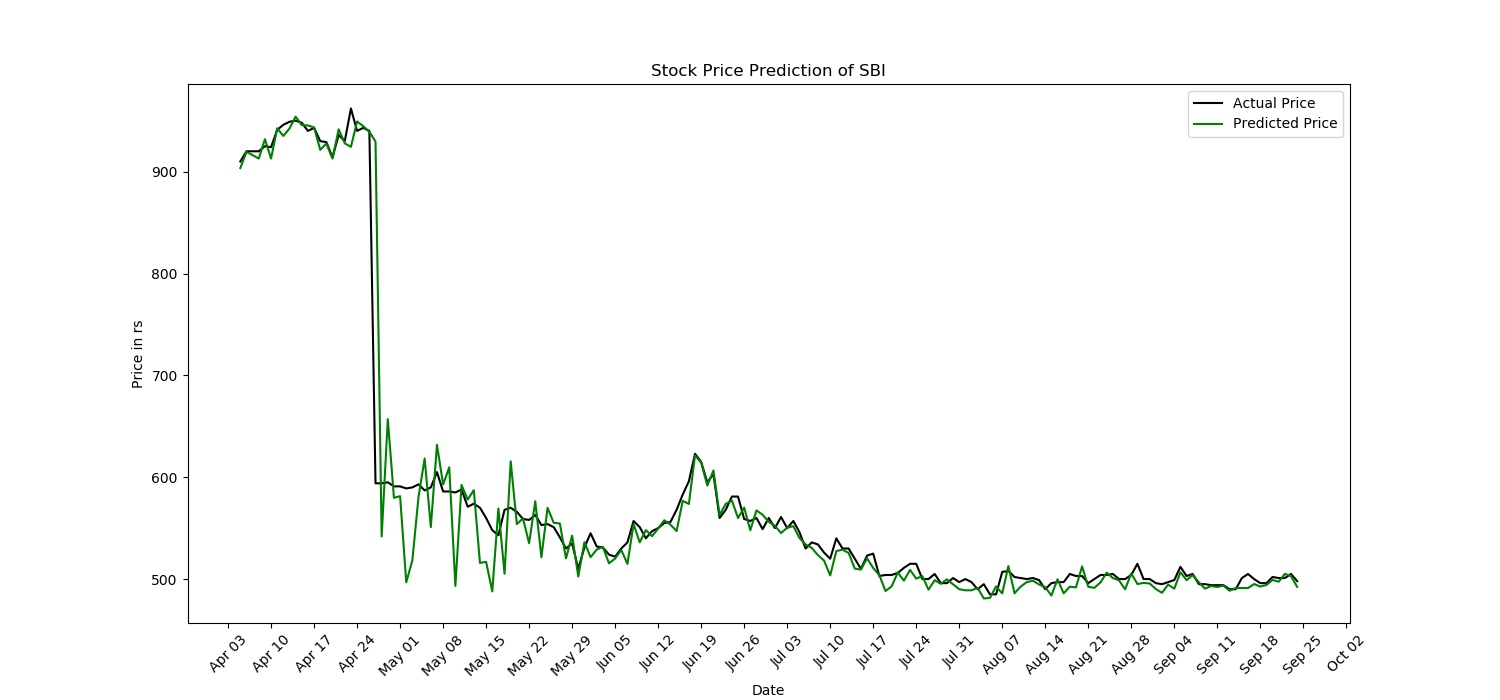 Stock Price Prediction of SBI
Actual Price
Predicted Price
Price in rs
900
800
700
600
500
Apr 03
Apr 10
Apr 17
Apr 24
May 01
May 08
May 15
May 22
May 29
Jun 05
Jun 12
Jun 19
Jun 26
Jul 03
Jul 10
Jul 17
Jul 24
Jul 31
Aug 07
Aug 14
Aug 21
Aug 28
Sep 04
Sep 11
Sep 18
Sep 25
Oct 02
Date